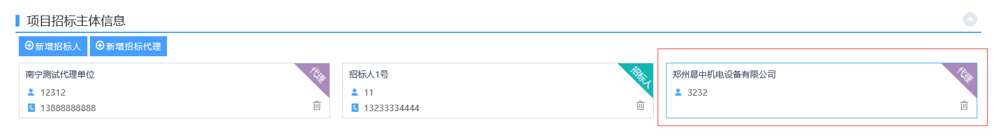 项目招标主体信息
新增招标人 新增招标代理
南宁测试代理单位
代理
12312
13888888888
招标人1号
招标人
11
13233334444
郑州晨中机电设备有限公司
代理
3232